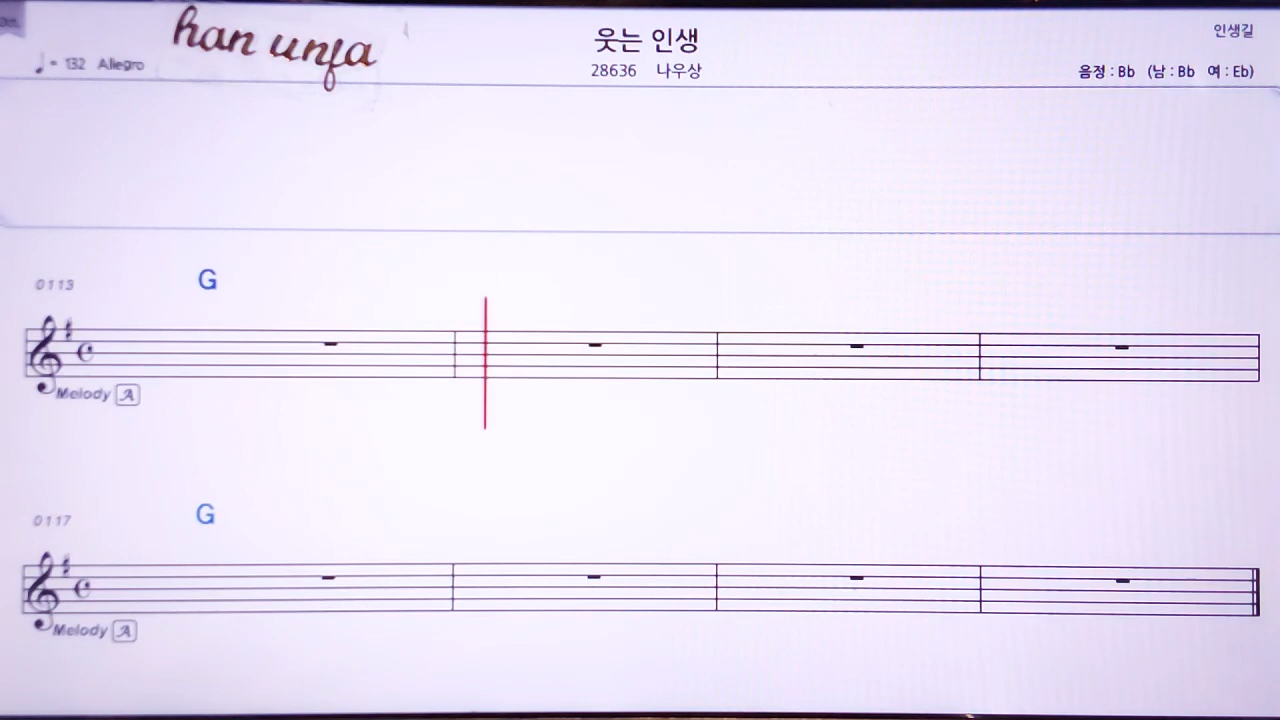 han unfa
웃는 인생
인생길
♩= 132 Allegro
28636 나우상
음정 : Bb (남 : Bb 여 : Eb)
0113 G
Melody A
0117 G
Melody A